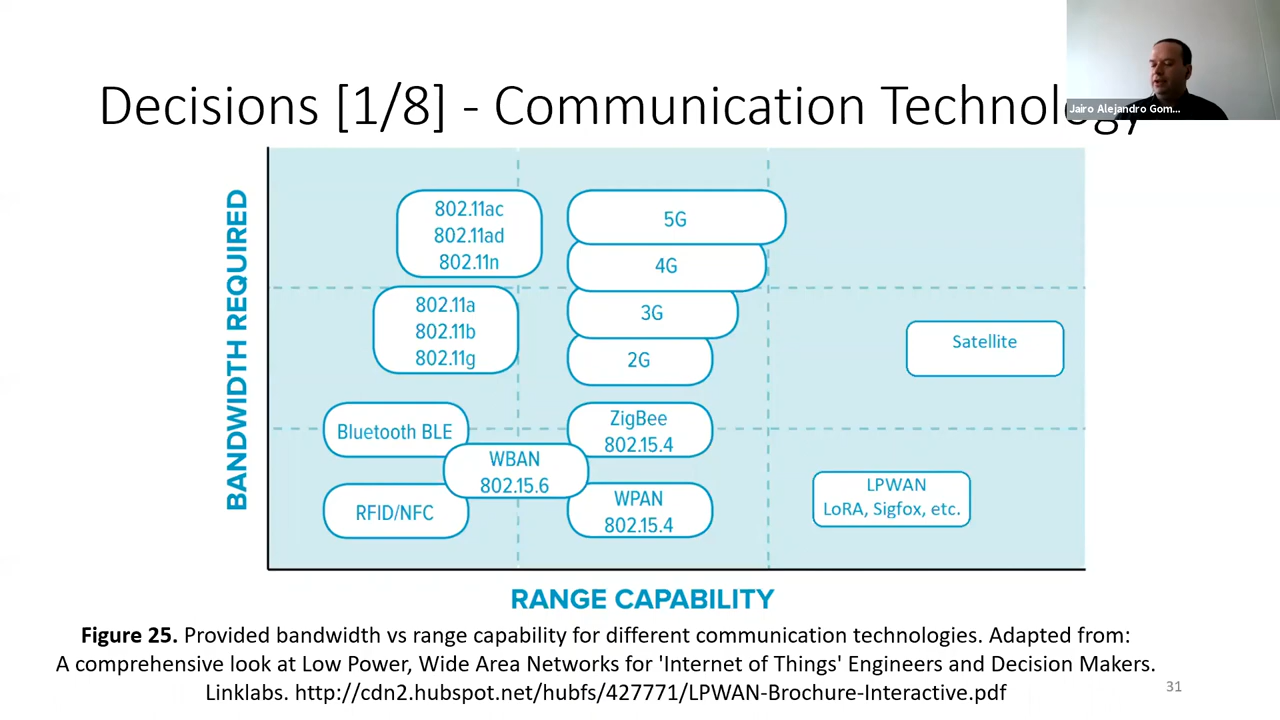 Decisions [1/8] - Communication Technology
Jairo Alejandro Gom...
BANDWIDTH REQUIRED
802.11ac
802.11ad
802.11n
5G
4G
802.11a
802.11b
802.11g
3G
2G
Satellite
Bluetooth BLE
ZigBee
802.15.4
WBAN
802.15.6
RFID/NFC
WPAN
802.15.4
LPWAN
LoRA, Sigfox, etc.
RANGE CAPABILITY
Figure 25. Provided bandwidth vs range capability for different communication technologies. Adapted from:
A comprehensive look at Low Power, Wide Area Networks for 'Internet of Things' Engineers and Decision Makers.
Linklabs. http://cdn2.hubspot.net/hubfs/427771/LPWAN-Brochure-Interactive.pdf
31